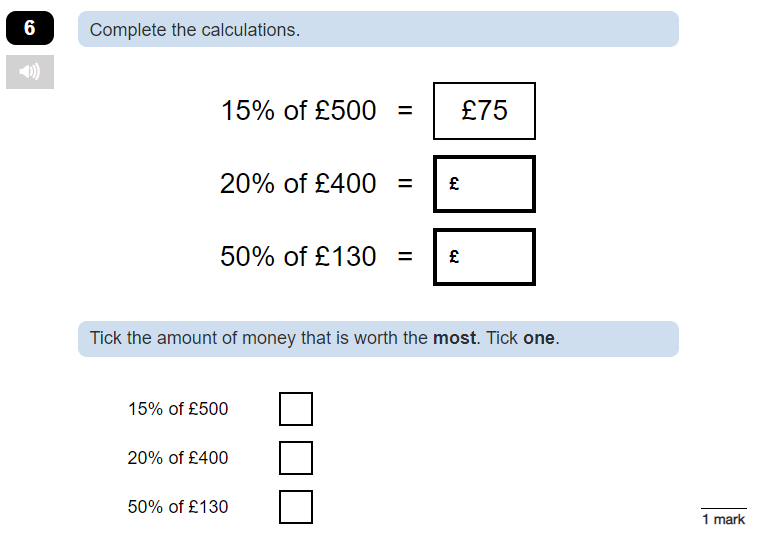 6
Complete the calculations.
15% of £500 = £75
20% of £400 = £
50% of £130 = £
Tick the amount of money that is worth the most. Tick one.
15% of £500
20% of £400
50% of £130
1 mark